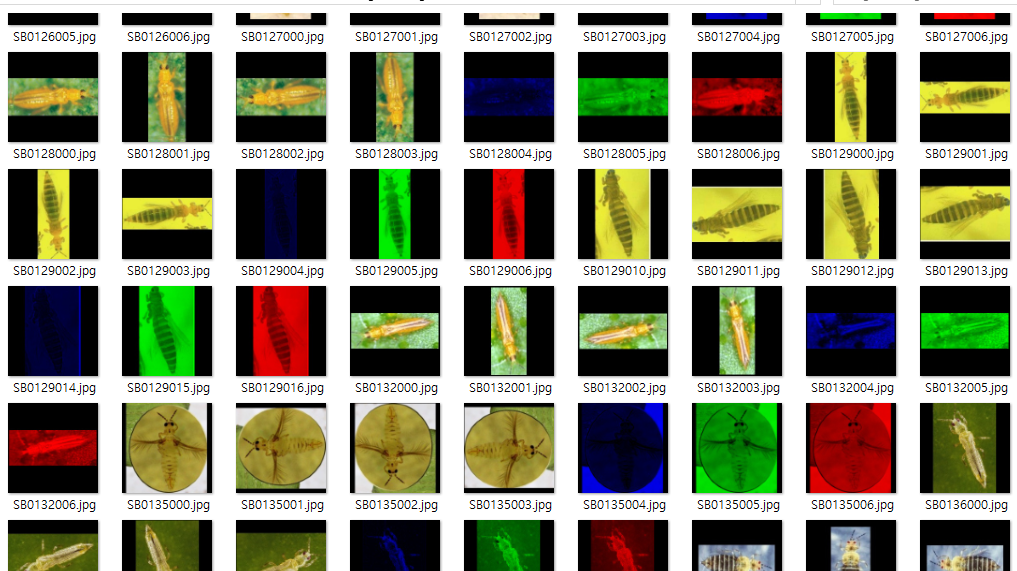 SB0126005.jpg SB0126006.jpg SB0127000.jpg SB0127001.jpg SB0127002.jpg SB0127003.jpg SB0127004.jpg SB0127005.jpg SB0127006.jpg
SB0128000.jpg SB0128001.jpg SB0128002.jpg SB0128003.jpg SB0128004.jpg SB0128005.jpg SB0128006.jpg SB0129000.jpg SB0129001.jpg
SB0129002.jpg SB0129003.jpg SB0129004.jpg SB0129005.jpg SB0129006.jpg SB0129010.jpg SB0129011.jpg SB0129012.jpg SB0129013.jpg
SB0129014.jpg SB0129015.jpg SB0129016.jpg SB0132000.jpg SB0132001.jpg SB0132002.jpg SB0132003.jpg SB0132004.jpg SB0132005.jpg
SB0132006.jpg SB0135000.jpg SB0135001.jpg SB0135002.jpg SB0135003.jpg SB0135004.jpg SB0135005.jpg SB0135006.jpg SB0136000.jpg